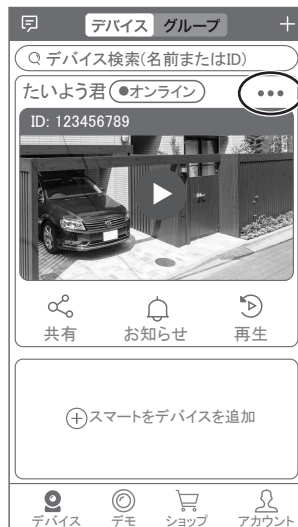 デバイス グループ
デバイス検索(名前またはID)
たいよう君 ●オンライン
ID: 123456789
共有 お知らせ 再生
スマートをデバイスを追加
デバイス デモ ショップ アカウント